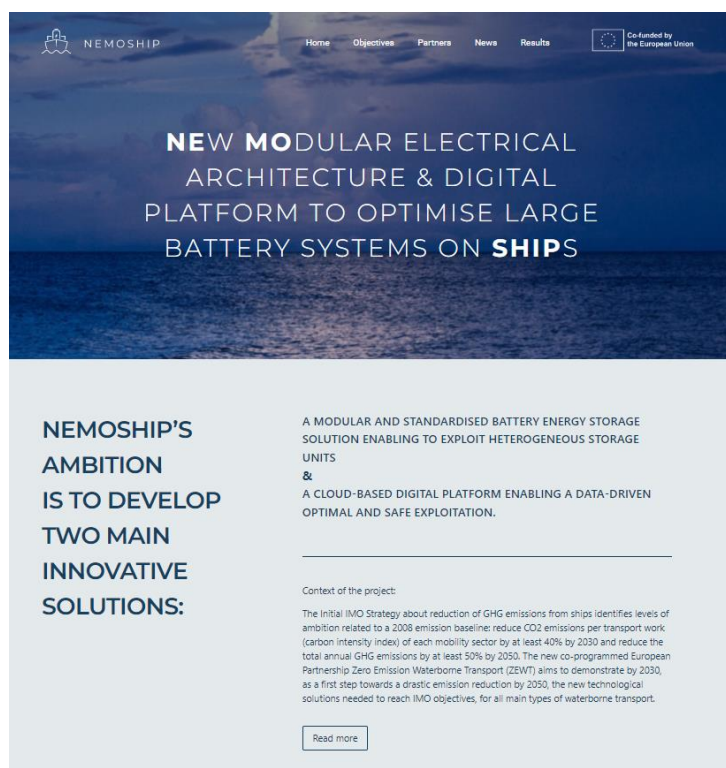 NEMOSHIP
Home Objectives Partners News Results
Co-funded by
the European Union
NEW MODULAR ELECTRICAL
ARCHITECTURE & DIGITAL
PLATFORM TO OPTIMISE LARGE
BATTERY SYSTEMS ON SHIPS
NEMOSHIP'S
AMBITION
IS TO DEVELOP
TWO MAIN
INNOVATIVE
SOLUTIONS:
A MODULAR AND STANDARDISED BATTERY ENERGY STORAGE
SOLUTION ENABLING TO EXPLOIT HETEROGENEOUS STORAGE
UNITS
&
A CLOUD-BASED DIGITAL PLATFORM ENABLING A DATA-DRIVEN
OPTIMAL AND SAFE EXPLOITATION.
Context of the project:
The Initial IMO Strategy about reduction of GHG emissions from ships identifies levels of
ambition related to a 2008 emission baseline: reduce CO2 emissions per transport work
(carbon intensity index) of each mobility sector by at least 40% by 2030 and reduce the
total annual GHG emissions by at least 50% by 2050. The new co-programmed European
Partnership Zero Emission Waterborne Transport (ZEWT) aims to demonstrate by 2030,
as a first step towards a drastic emission reduction by 2050, the new technological
solutions needed to reach IMO objectives, for all main types of waterborne transport.
Read more